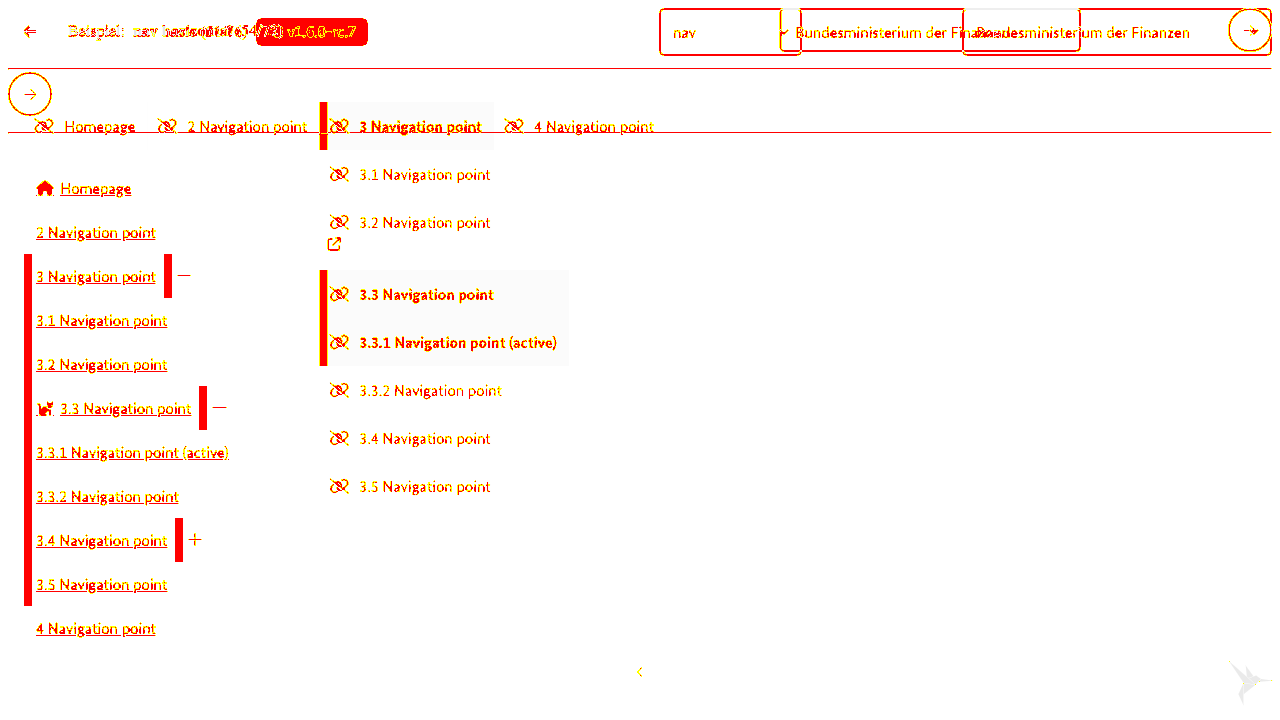 Beispiel: nav v1.6.0-rc.7
nav
Bundesministerium der Finanzen
Bundesministerium der Finanzen
Homepage 2 Navigation point 3 Navigation point 4 Navigation point
3.1 Navigation point
3.2 Navigation point
3.3 Navigation point
3.3.1 Navigation point (active)
3.3.2 Navigation point
3.4 Navigation point
3.5 Navigation point
Homepage
2 Navigation point
3 Navigation point
3.1 Navigation point
3.2 Navigation point
3.3 Navigation point
3.3.1 Navigation point (active)
3.3.2 Navigation point
3.4 Navigation point
3.5 Navigation point
4 Navigation point